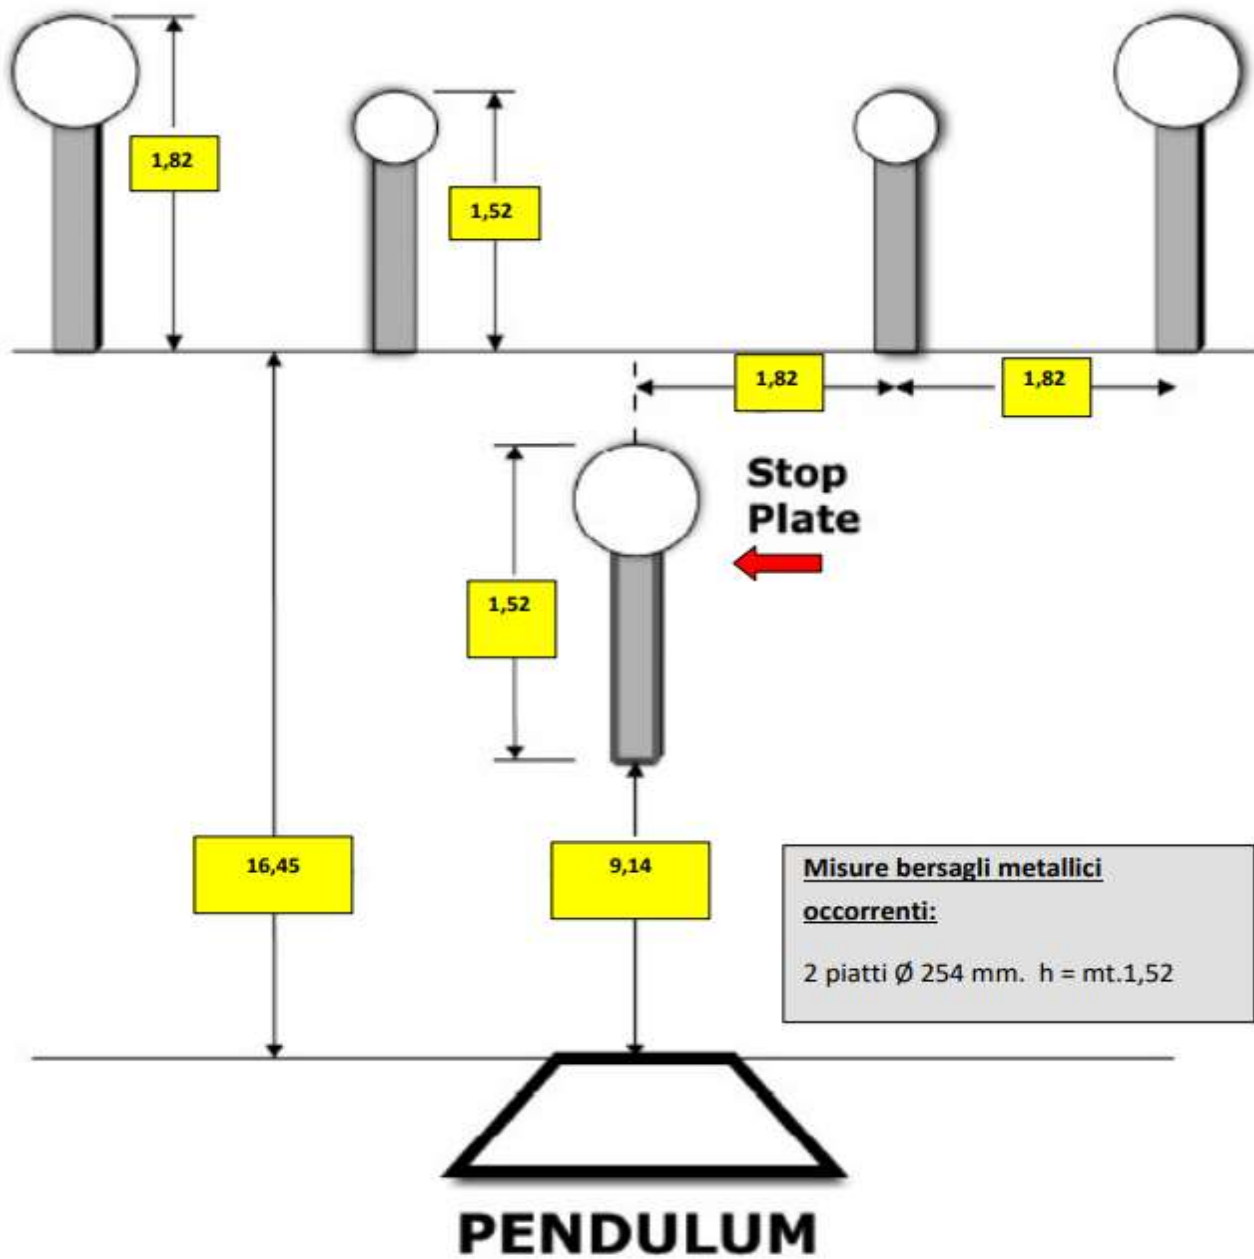 1,82
1,52
1,82
1,82
Stop
Plate
1,52
16,45
9,14
Misure bersagli metallici
occorrenti:
2 piatti Ø 254 mm. h = mt.1,52
PENDULUM